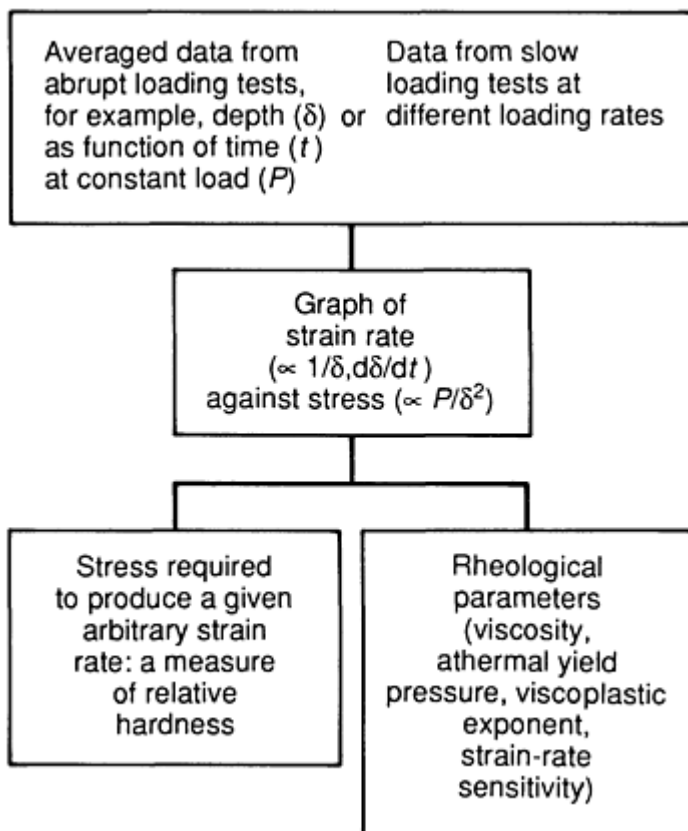 Averaged data from
abrupt loading tests,
for example, depth (δ) or
as function of time (t)
at constant load (P)
Data from slow
loading tests at
different loading rates
Graph of
strain rate
(∝ 1/δ,dδ/dt)
against stress (∝ P/δ²)
Stress required
to produce a given
arbitrary strain
rate: a measure
of relative
hardness
Rheological
parameters
(viscosity,
athermal yield
pressure, viscoplastic
exponent,
strain-rate
sensitivity)